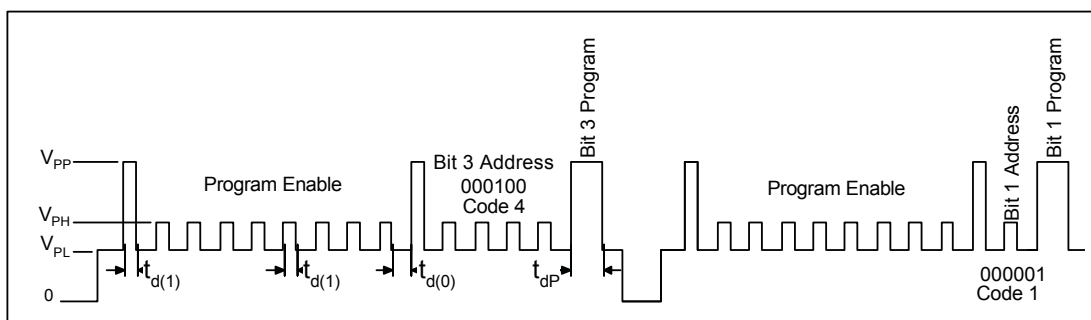 V_PP
V_PH
V_PL
0
Program Enable
t_d(1)
t_d(1)
t_d(0)
Bit 3 Address
000100
Code 4
Bit 3 Program
t_dP
Program Enable
Bit 1 Address
000001
Code 1
Bit 1 Program